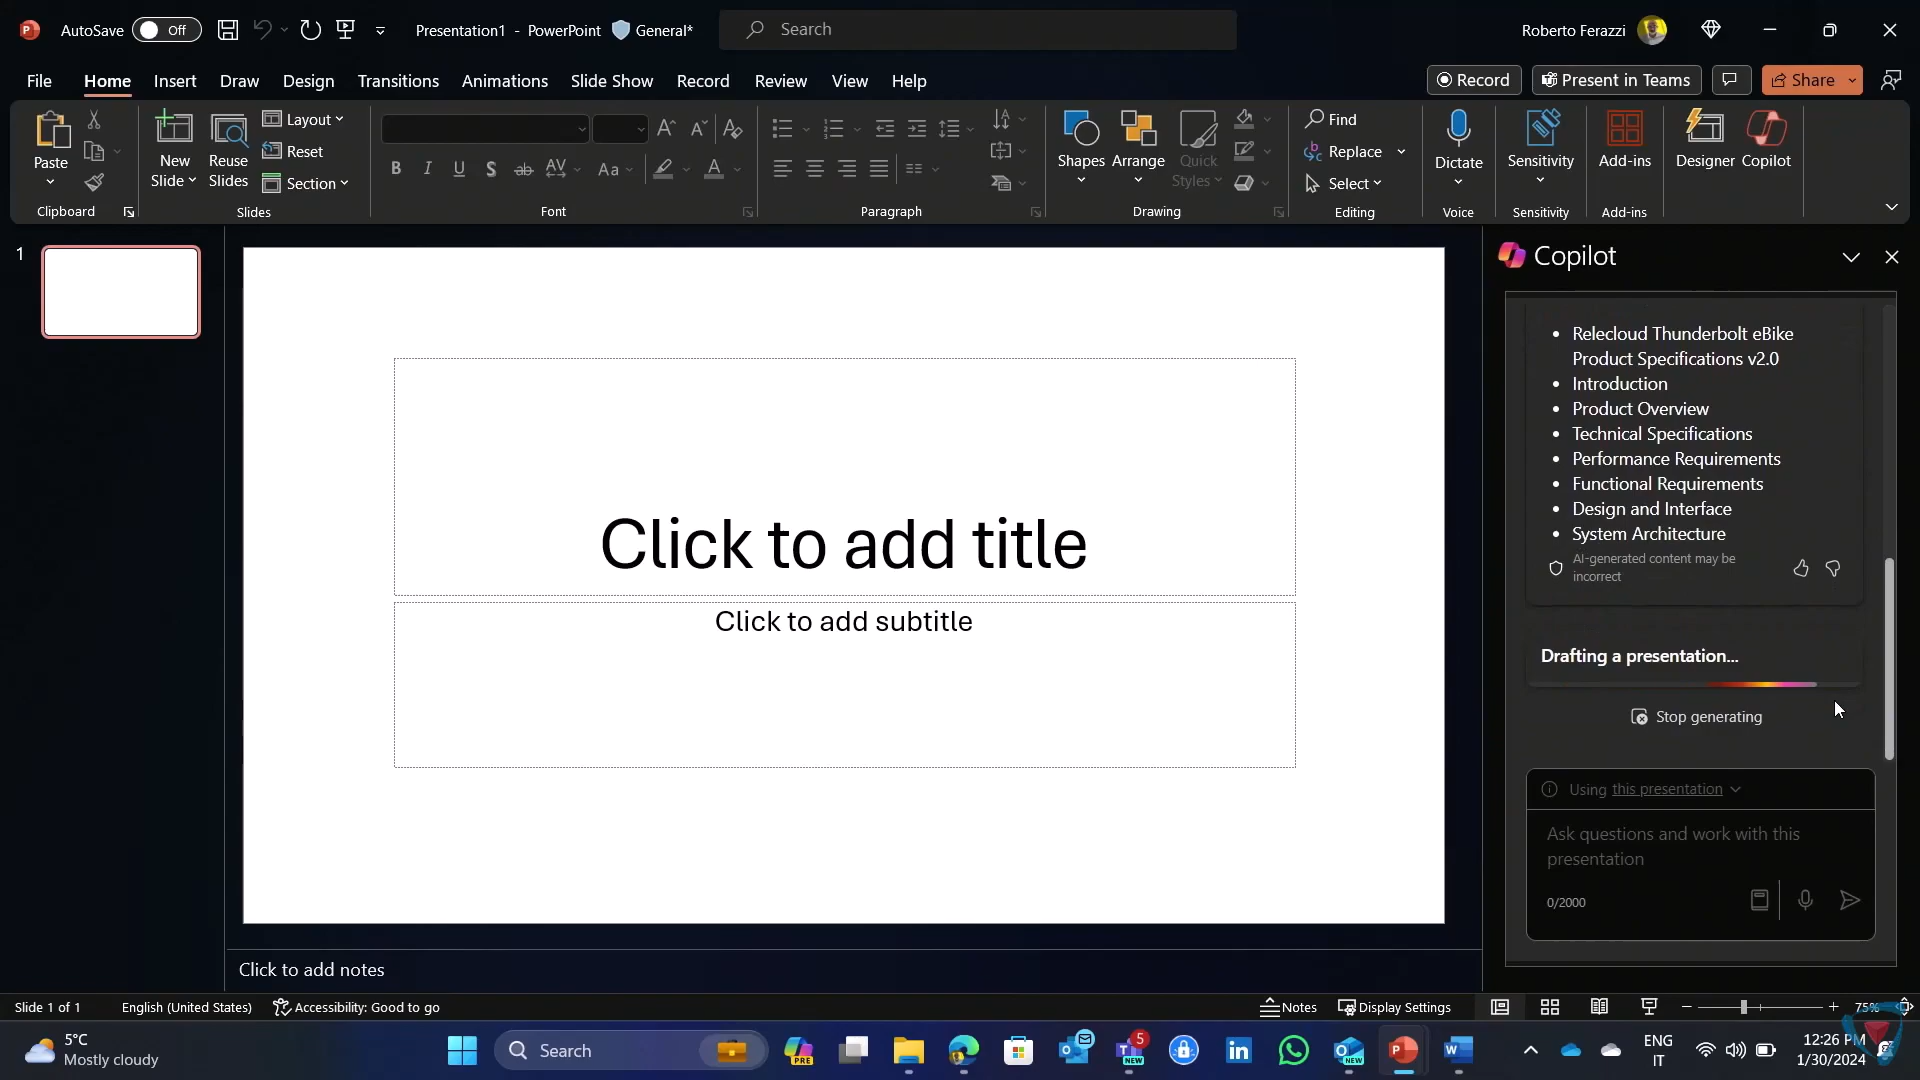 AutoSave Off Presentation1 - PowerPoint General* Search Roberto Ferazzi
File Home Insert Draw Design Transitions Animations Slide Show Record Review View Help Record Present in Teams Share
Paste New Slide Reuse Slides Layout Reset Section
Shapes Arrange Quick Styles Find Replace Select Dictate Sensitivity Add-ins Designer Copilot
Clipboard Slides Font Paragraph Drawing Editing Voice Sensitivity Add-ins
1
Click to add title
Click to add subtitle
Click to add notes
Copilot
Relecloud Thunderbolt eBike
Product Specifications v2.0
Introduction
Product Overview
Technical Specifications
Performance Requirements
Functional Requirements
Design and Interface
System Architecture
AI-generated content may be
incorrect
Drafting a presentation...
Stop generating
Using this presentation
Ask questions and work with this
presentation
0/2000
Slide 1 of 1 English (United States) Accessibility: Good to go Notes Display Settings 75%
5°C
Mostly cloudy
Search
PRE
NEW
5
NEW
ENG
IT
12:26 PM
1/30/2024